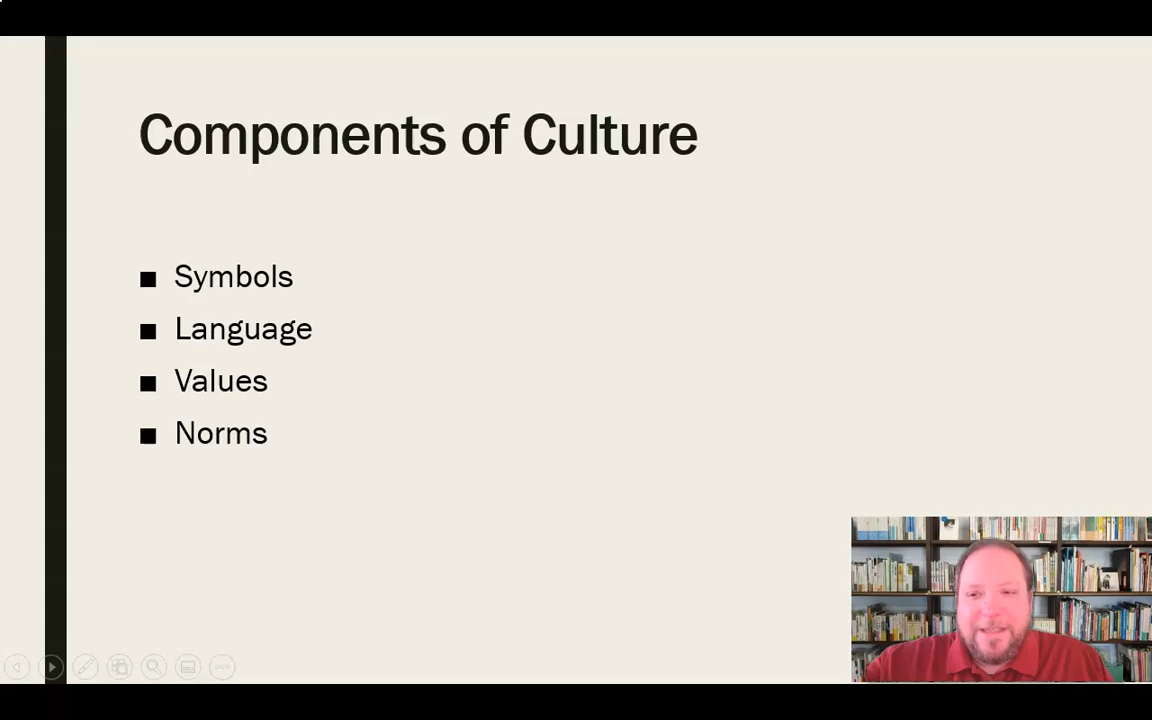 Components of Culture
■ Symbols
■ Language
■ Values
■ Norms